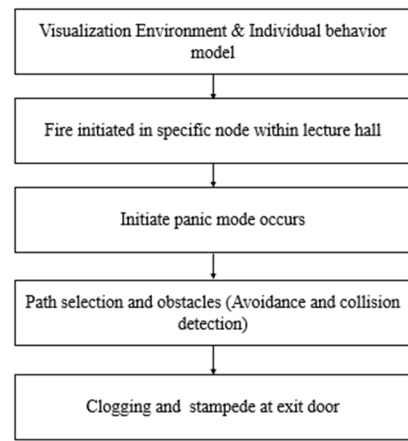 Visualization Environment & Individual behavior
model
Fire initiated in specific node within lecture hall
Initiate panic mode occurs
Path selection and obstacles (Avoidance and collision
detection)
Clogging and stampede at exit door